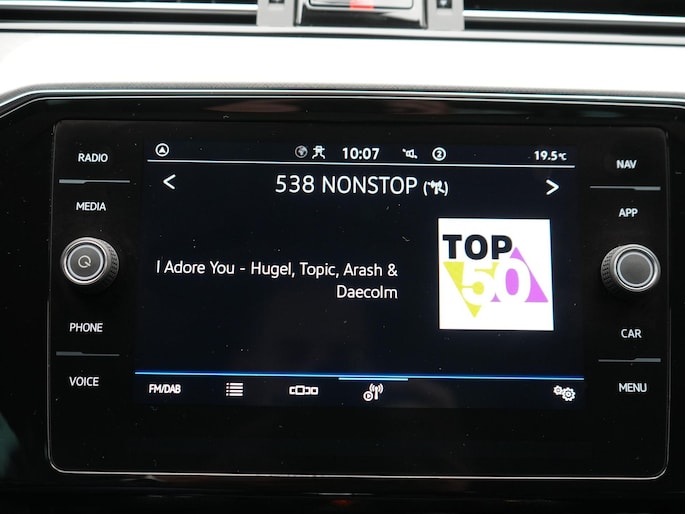 RADIO
MEDIA
PHONE
VOICE
10:07
2
19.5°C
< 538 NONSTOP >
I Adore You - Hugel, Topic, Arash &
Daecolm
TOP
50
FM/DAB
NAV
APP
CAR
MENU